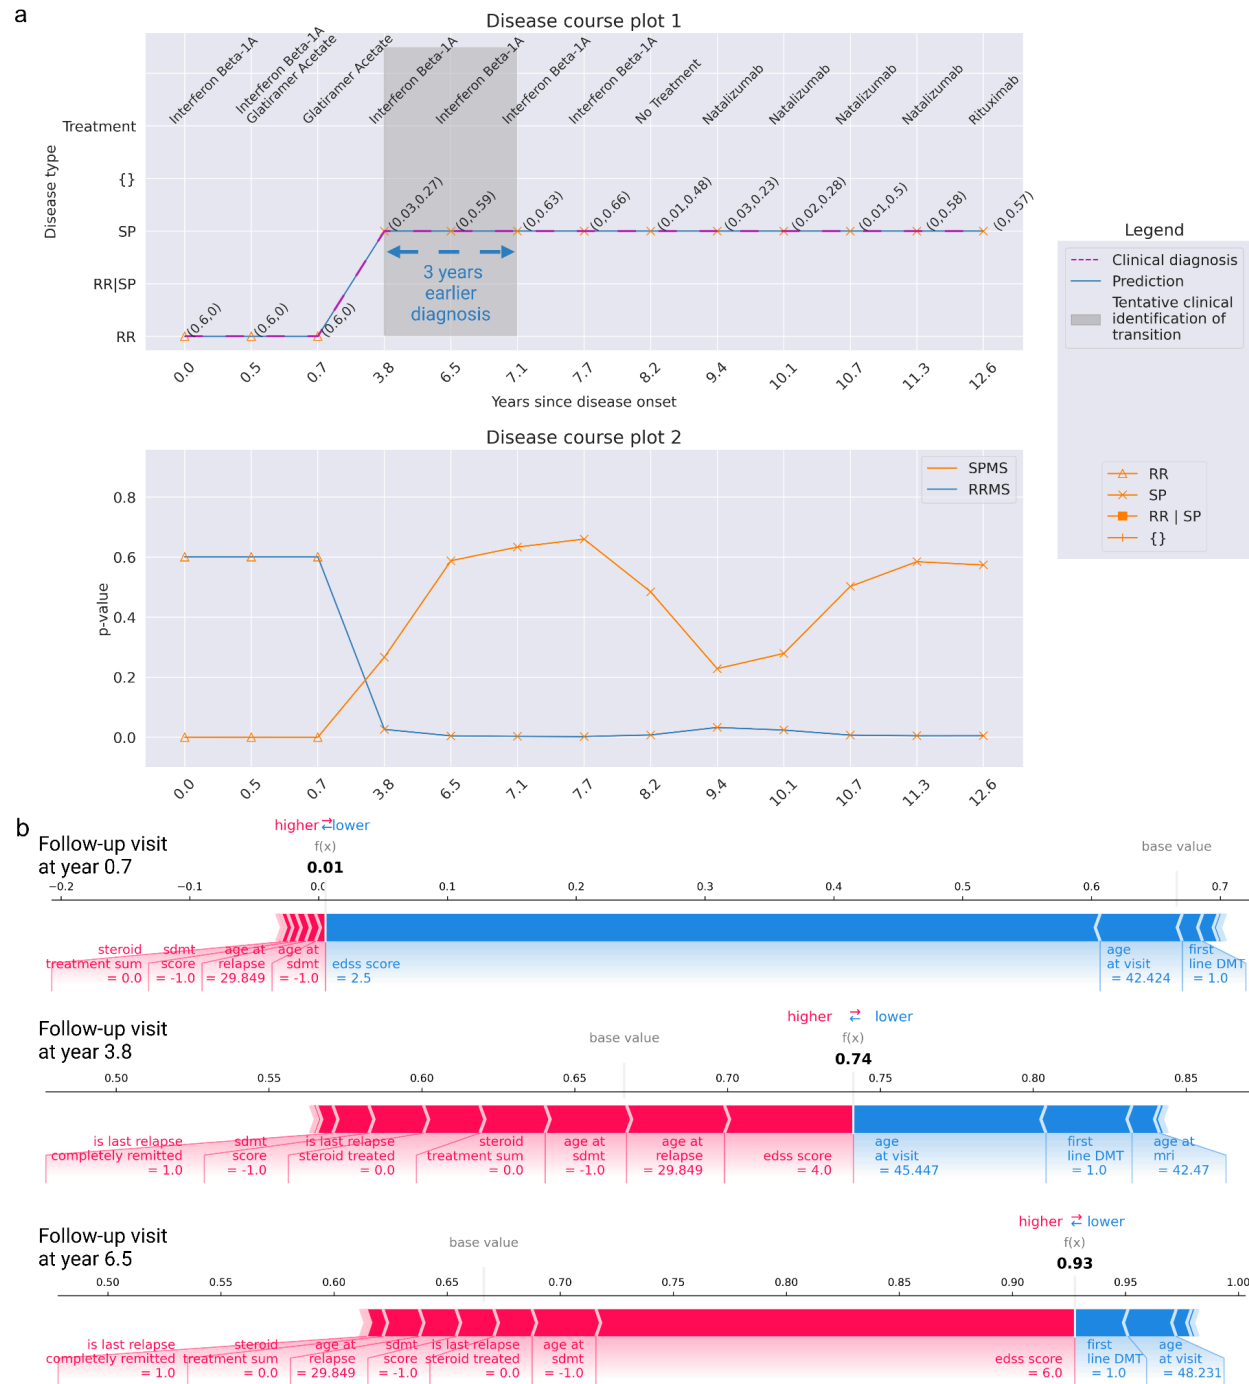 a
Disease course plot 1
Interferon Beta-1A
Interferon Beta-1A
Glatiramer Acetate
Glatiramer Acetate
Interferon Beta-1A
Interferon Beta-1A
Interferon Beta-1A
Interferon Beta-1A
No Treatment
Natalizumab
Natalizumab
Natalizumab
Natalizumab
Rituximab
Disease type
Treatment
{}
SP
RR|SP
RR
(0.6,0)
(0.6,0)
(0.6,0)
(0.03,0.27)
(0,0.59)
(0,0.63)
(0,0.66)
(0.01,0.48)
(0.03,0.23)
(0.02,0.28)
(0.01,0.5)
(0,0.58)
(0,0.57)
3 years
earlier
diagnosis
0.0 0.5 0.7 3.8 6.5 7.1 7.7 8.2 9.4 10.1 10.7 11.3 12.6
Years since disease onset
Legend
Clinical diagnosis
Prediction
Tentative clinical
identification of
transition
RR
SP
RR | SP
{}
Disease course plot 2
SPMS
RRMS
p-value
0.8
0.6
0.4
0.2
0.0
0.0 0.5 0.7 3.8 6.5 7.1 7.7 8.2 9.4 10.1 10.7 11.3 12.6
b
Follow-up visit
at year 0.7
higher ⇄ lower
f(x)
0.01
base value
−0.2 −0.1 0.0 0.1 0.2 0.3 0.4 0.5 0.6 0.7
steroid
treatment sum
= 0.0
sdmt
score
= -1.0
age at
relapse
= 29.849
age at
sdmt
= -1.0
edss score
= 2.5
age
at visit
= 42.424
first
line DMT
= 1.0
Follow-up visit
at year 3.8
higher ⇄ lower
base value
f(x)
0.74
0.50 0.55 0.60 0.65 0.70 0.75 0.80 0.85
is last relapse
completely remitted
= 1.0
sdmt
score
= -1.0
is last relapse
steroid treated
= 0.0
steroid
treatment sum
= 0.0
age at
sdmt
= -1.0
age at
relapse
= 29.849
edss score
= 4.0
age
at visit
= 45.447
first
line DMT
= 1.0
age at
mri
= 42.47
Follow-up visit
at year 6.5
higher ⇄ lower
base value
f(x)
0.93
0.50 0.55 0.60 0.65 0.70 0.75 0.80 0.85 0.90 0.95 1.00
is last relapse
completely remitted
= 1.0
steroid
treatment sum
= 0.0
age at
relapse
= 29.849
sdmt
score
= -1.0
is last relapse
steroid treated
= 0.0
age at
sdmt
= -1.0
edss score
= 6.0
first
line DMT
= 1.0
age
at visit
= 48.231